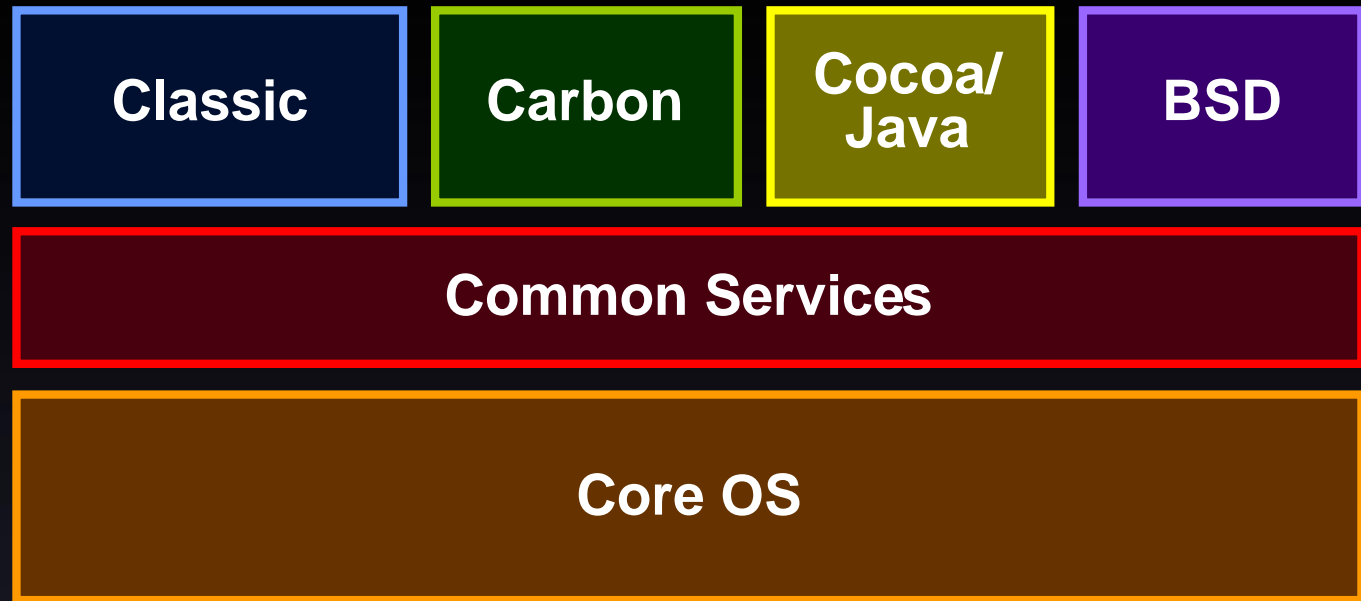 Classic
Carbon
Cocoa/
Java
BSD
Common Services
Core OS